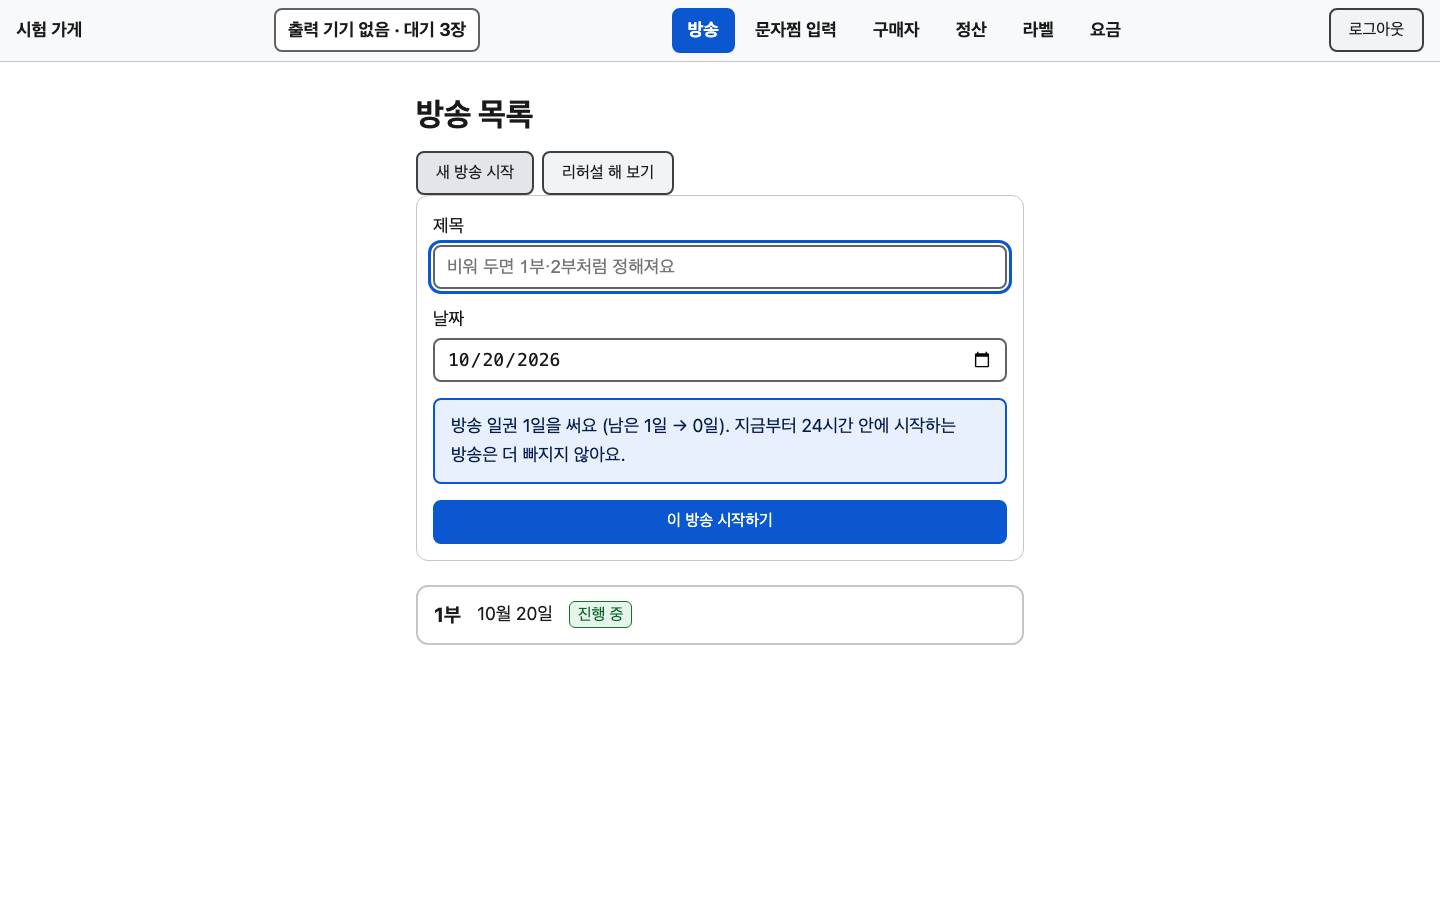 시험 가게
출력 기기 없음 · 대기 3장
방송
문자찜 입력
구매자
정산
라벨
요금
로그아웃
방송 목록
새 방송 시작
리허설 해 보기
제목
비워 두면 1부·2부처럼 정해져요
날짜
10/20/2026
방송 일권 1일을 써요 (남은 1일 → 0일). 지금부터 24시간 안에 시작하는
방송은 더 빠지지 않아요.
이 방송 시작하기
1부 10월 20일 진행 중